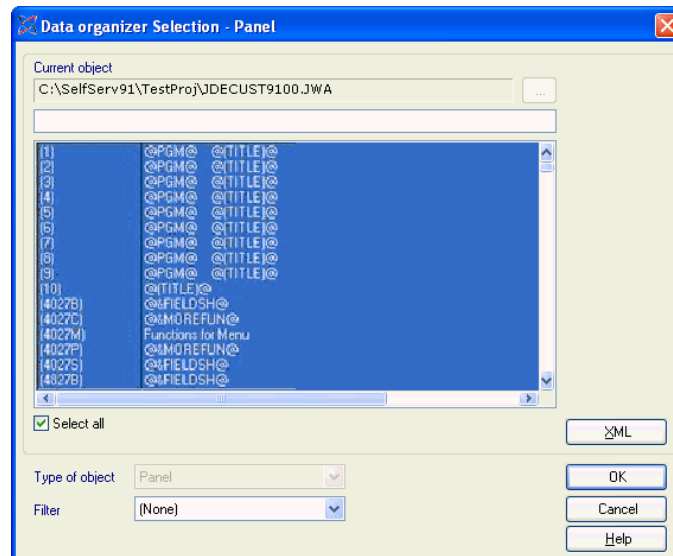 Data organizer Selection - Panel
Current object
C:\SelfServ91\TestProj\JDECUST9100.JWA
...
(1) @PGM@ @(TITLE)@
(2) @PGM@ @(TITLE)@
(3) @PGM@ @(TITLE)@
(4) @PGM@ @(TITLE)@
(5) @PGM@ @(TITLE)@
(6) @PGM@ @(TITLE)@
(7) @PGM@ @(TITLE)@
(8) @PGM@ @(TITLE)@
(9) @PGM@ @(TITLE)@
(10) @(TITLE)@
(4027B) @&FIELDSH@
(4027C) @&MOREFUN@
(4027M) Functions for Menu
(4027P) @&MOREFUN@
(4027S) @&FIELDSH@
(4827B) @&FIELDSH@
Select all
XML
Type of object Panel OK
Filter (None) Cancel
Help